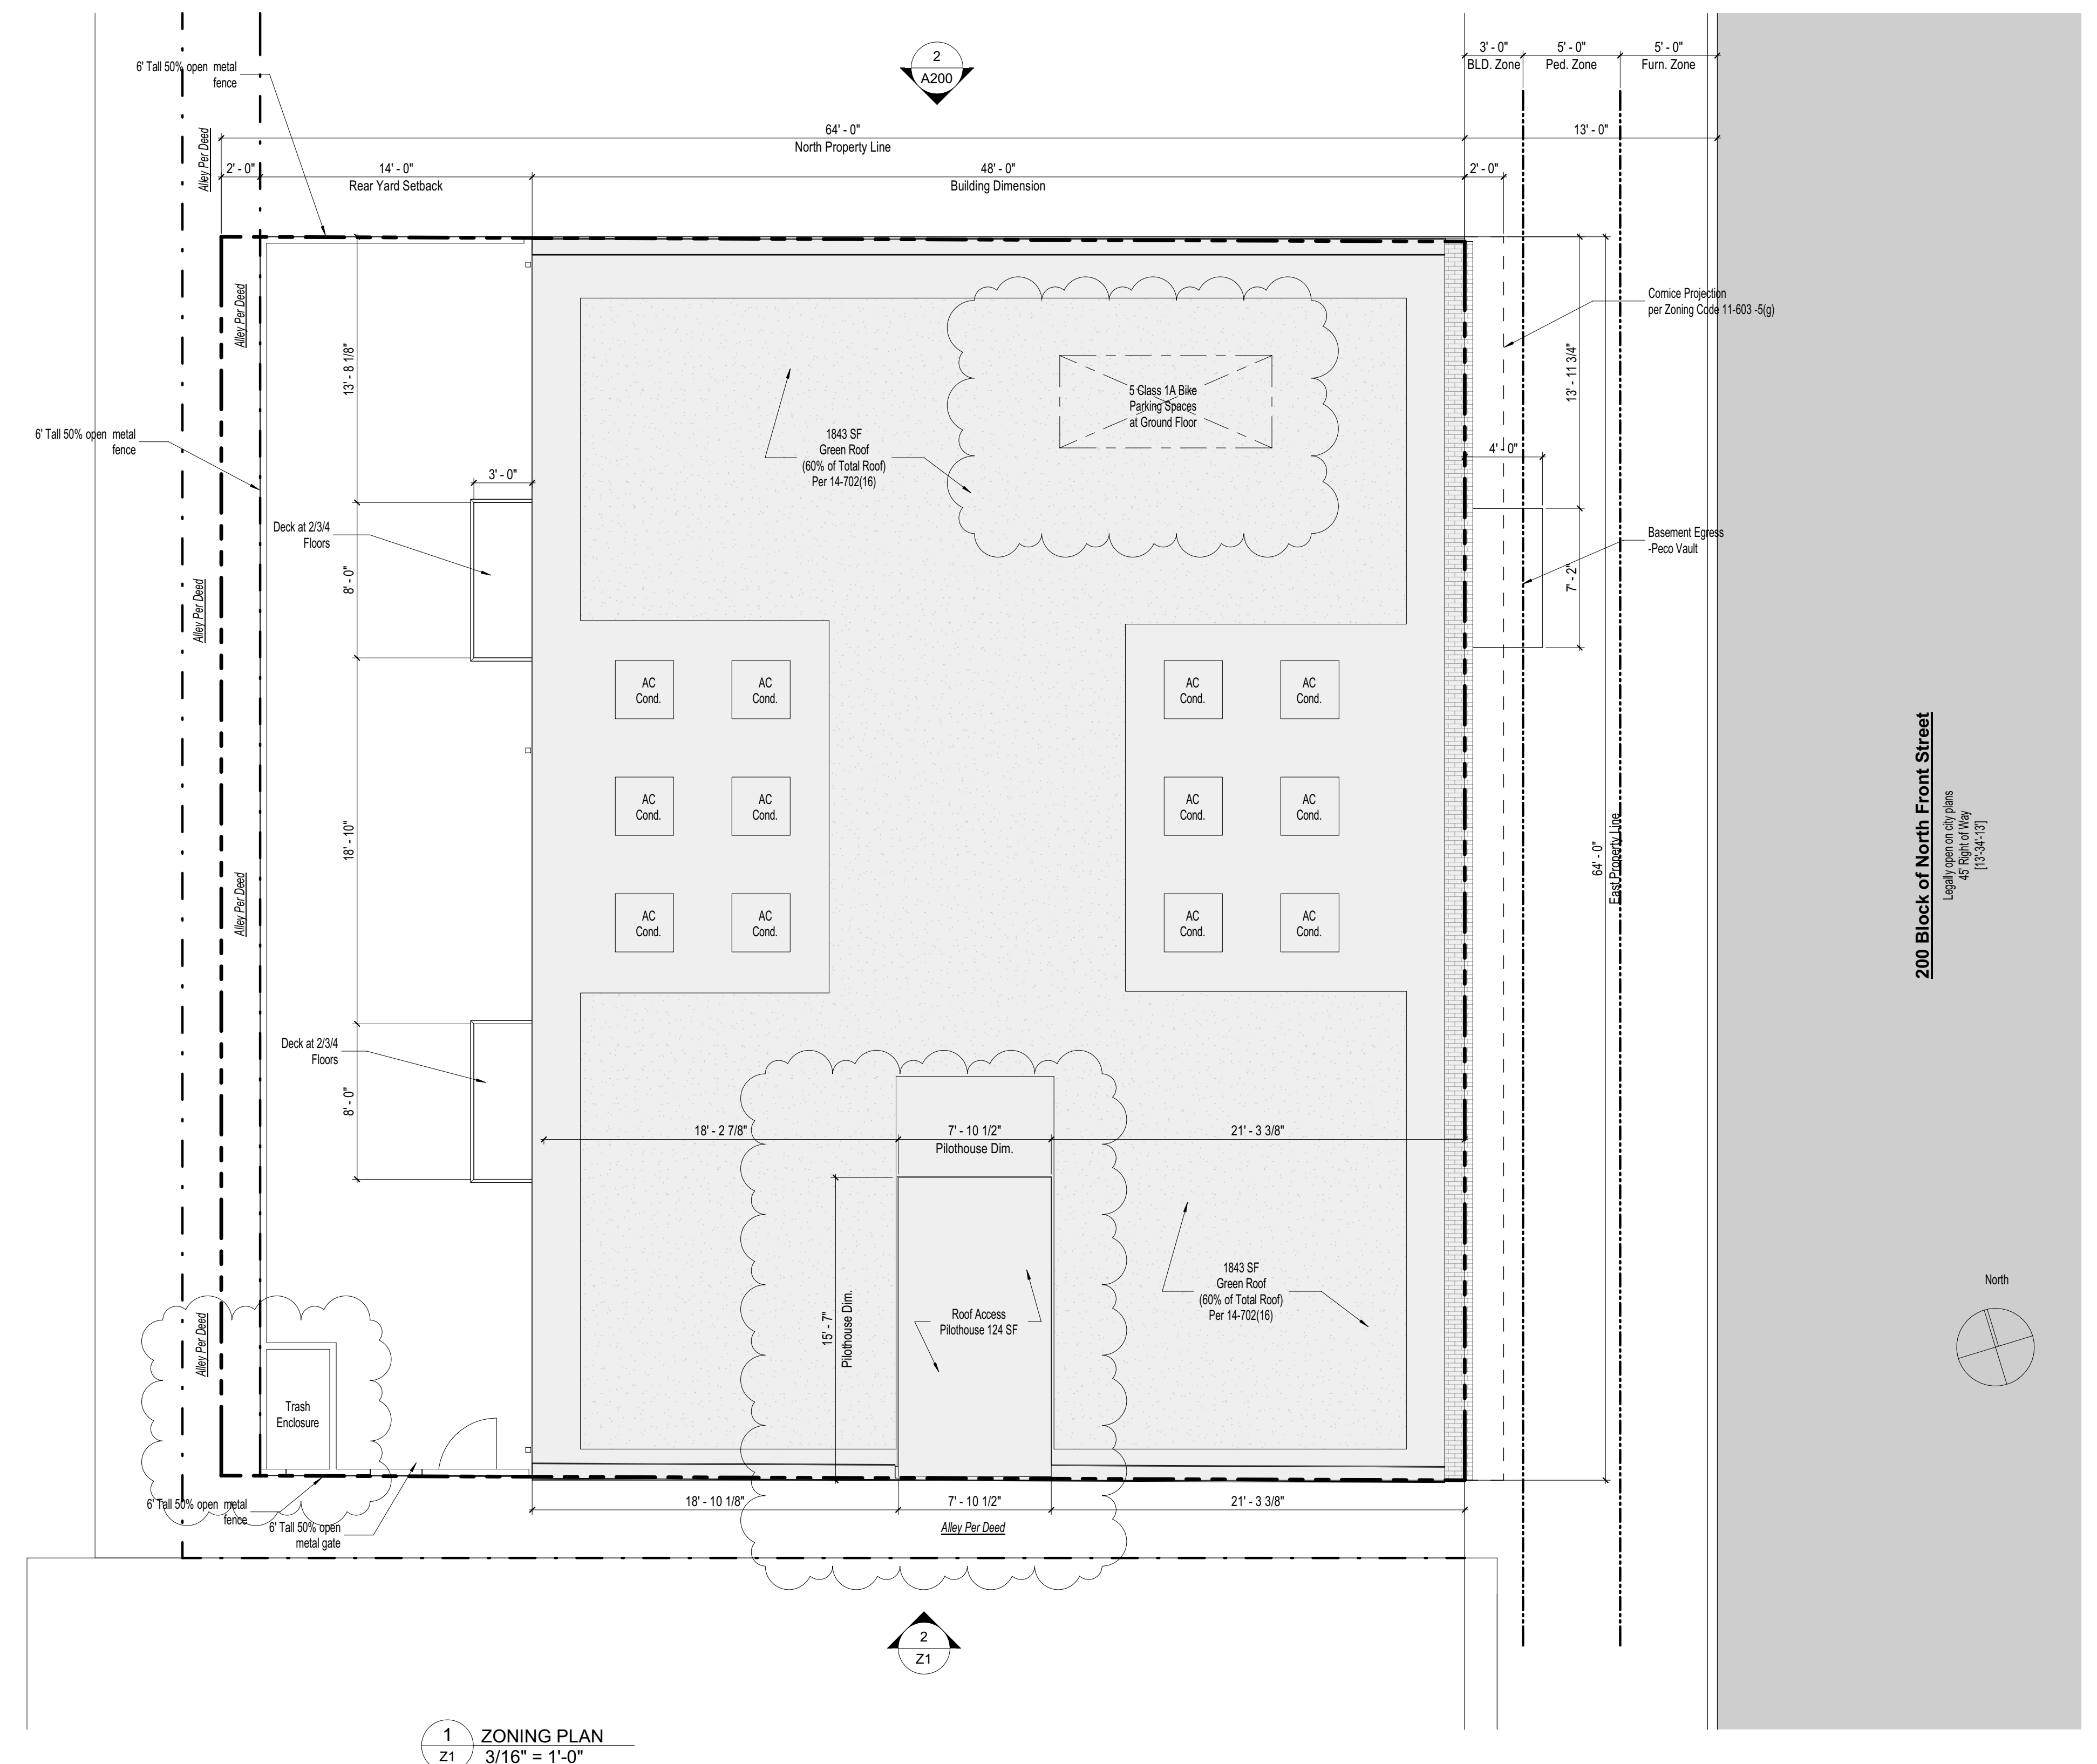 2
A200
3' - 0"
5' - 0"
5' - 0"
BLD. Zone
Ped. Zone
Furn. Zone
6' Tall 50% open metal
fence
64' - 0"
North Property Line
13' - 0"
Alley Per Deed
2' - 0"
14' - 0"
Rear Yard Setback
48' - 0"
Building Dimension
2' - 0"
Alley Per Deed
Cornice Projection
per Zoning Code 11-603 -5(g)
13' - 8 1/8"
13' - 11 3/4"
5 Class 1A Bike
Parking Spaces
at Ground Floor
6' Tall 50% open metal
fence
1843 SF
Green Roof
(60% of Total Roof)
Per 14-702(16)
4' - 0"
3' - 0"
Deck at 2/3/4
Floors
Basement Egress
-Peco Vault
8' - 0"
7' - 2"
Alley Per Deed
AC
Cond.
AC
Cond.
AC
Cond.
AC
Cond.
AC
Cond.
AC
Cond.
AC
Cond.
AC
Cond.
AC
Cond.
AC
Cond.
AC
Cond.
AC
Cond.
18' - 10"
64' - 0"
East Property Line
200 Block of North Front Street
Legally open on city plans
45' Right of Way
[13'-34'-13']
Alley Per Deed
Deck at 2/3/4
Floors
8' - 0"
18' - 2 7/8"
7' - 10 1/2"
Pilothouse Dim.
21' - 3 3/8"
15' - 7"
Pilothouse Dim.
Roof Access
Pilothouse 124 SF
1843 SF
Green Roof
(60% of Total Roof)
Per 14-702(16)
North
Alley Per Deed
Trash
Enclosure
6' Tall 50% open metal
fence
6' Tall 50% open
metal gate
18' - 10 1/8"
7' - 10 1/2"
21' - 3 3/8"
Alley Per Deed
2
Z1
1
Z1
ZONING PLAN
3/16" = 1'-0"